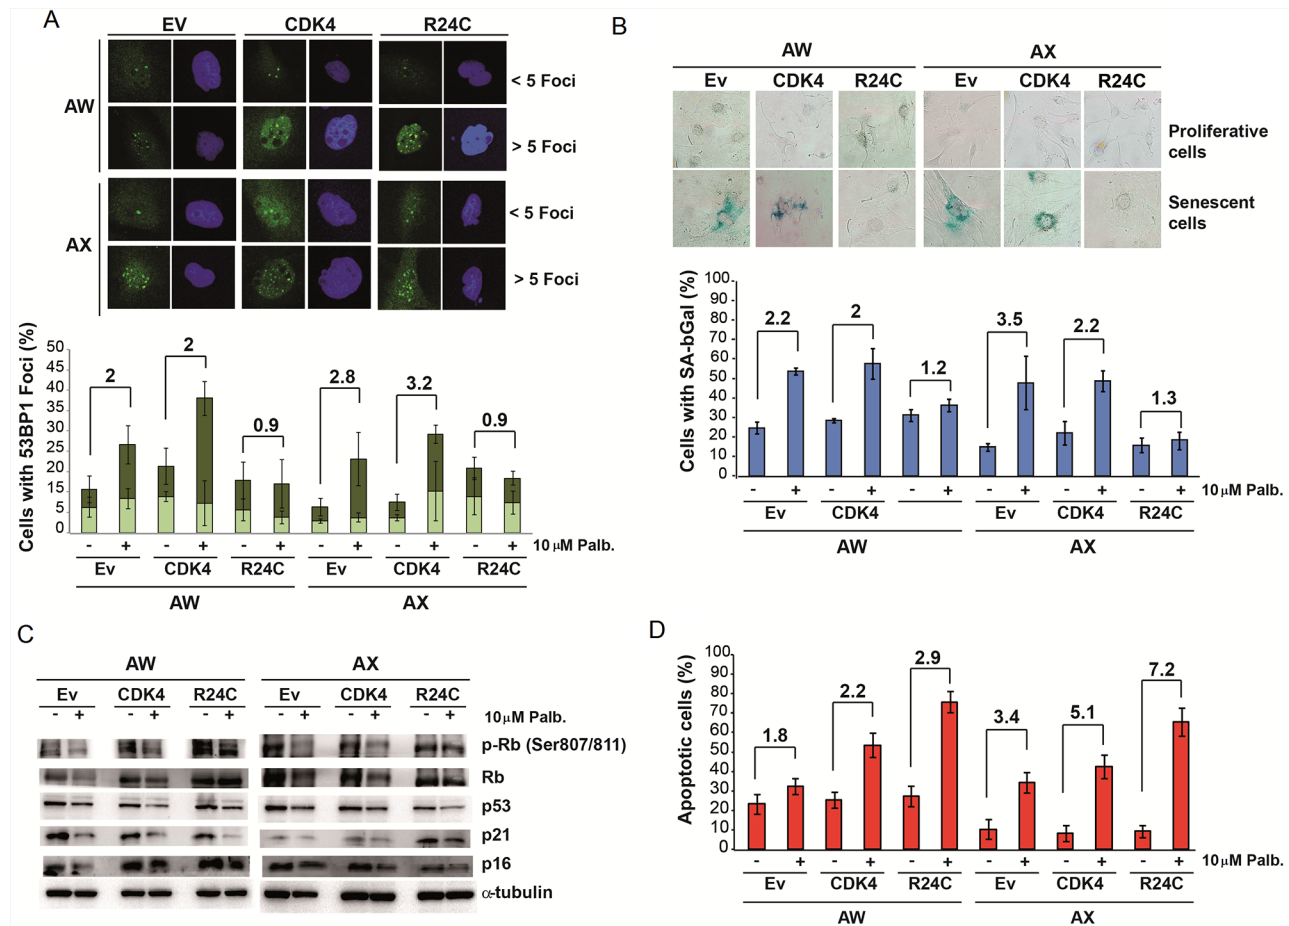 A
EV CDK4 R24C
AW
< 5 Foci
> 5 Foci
AX
< 5 Foci
> 5 Foci
Cells with 53BP1 Foci (%)
50
45
40
35
30
25
20
15
10
5
0
2 2 0.9 2.8 3.2 0.9
- + - + - + - + - + - + 10 μM Palb.
Ev CDK4 R24C Ev CDK4 R24C
AW AX
B
AW AX
Ev CDK4 R24C Ev CDK4 R24C
Proliferative
cells
Senescent
cells
Cells with SA-bGal (%)
100
90
80
70
60
50
40
30
20
10
0
2.2 2 1.2 3.5 2.2 1.3
- + - + - + - + - + - + 10 μM Palb.
Ev CDK4 Ev CDK4 R24C
AW AX
C
AW AX
Ev CDK4 R24C Ev CDK4 R24C
- + - + - + - + - + - + 10μM Palb.
p-Rb (Ser807/811)
Rb
p53
p21
p16
α-tubulin
D
Apoptotic cells (%)
100
90
80
70
60
50
40
30
20
10
0
1.8 2.2 2.9 3.4 5.1 7.2
- + - + - + - + - + - + 10 μM Palb.
Ev CDK4 R24C Ev CDK4 R24C
AW AX